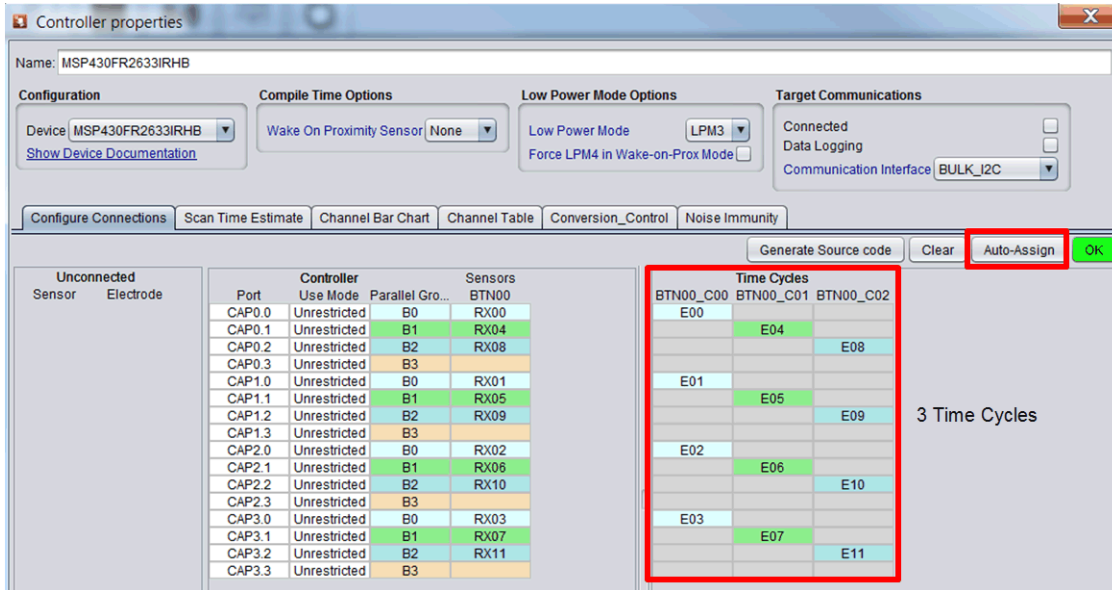 Controller properties
X
Name: MSP430FR2633IRHB
Configuration Compile Time Options Low Power Mode Options Target Communications
Device MSP430FR2633IRHB Wake On Proximity Sensor None Low Power Mode LPM3 Connected
Data Logging
Show Device Documentation Force LPM4 in Wake-on-Prox Mode
Communication Interface BULK_I2C
Configure Connections Scan Time Estimate Channel Bar Chart Channel Table Conversion_Control Noise Immunity
Generate Source code Clear Auto-Assign OK
Unconnected Controller Sensors Time Cycles
Sensor Electrode Port Use Mode Parallel Gro... BTN00 BTN00_C00 BTN00_C01 BTN00_C02
CAP0.0 Unrestricted B0 RX00 E00
CAP0.1 Unrestricted B1 RX04 E04
CAP0.2 Unrestricted B2 RX08 E08
CAP0.3 Unrestricted B3
CAP1.0 Unrestricted B0 RX01 E01
CAP1.1 Unrestricted B1 RX05 E05
CAP1.2 Unrestricted B2 RX09 E09 3 Time Cycles
CAP1.3 Unrestricted B3
CAP2.0 Unrestricted B0 RX02 E02
CAP2.1 Unrestricted B1 RX06 E06
CAP2.2 Unrestricted B2 RX10 E10
CAP2.3 Unrestricted B3
CAP3.0 Unrestricted B0 RX03 E03
CAP3.1 Unrestricted B1 RX07 E07
CAP3.2 Unrestricted B2 RX11 E11
CAP3.3 Unrestricted B3